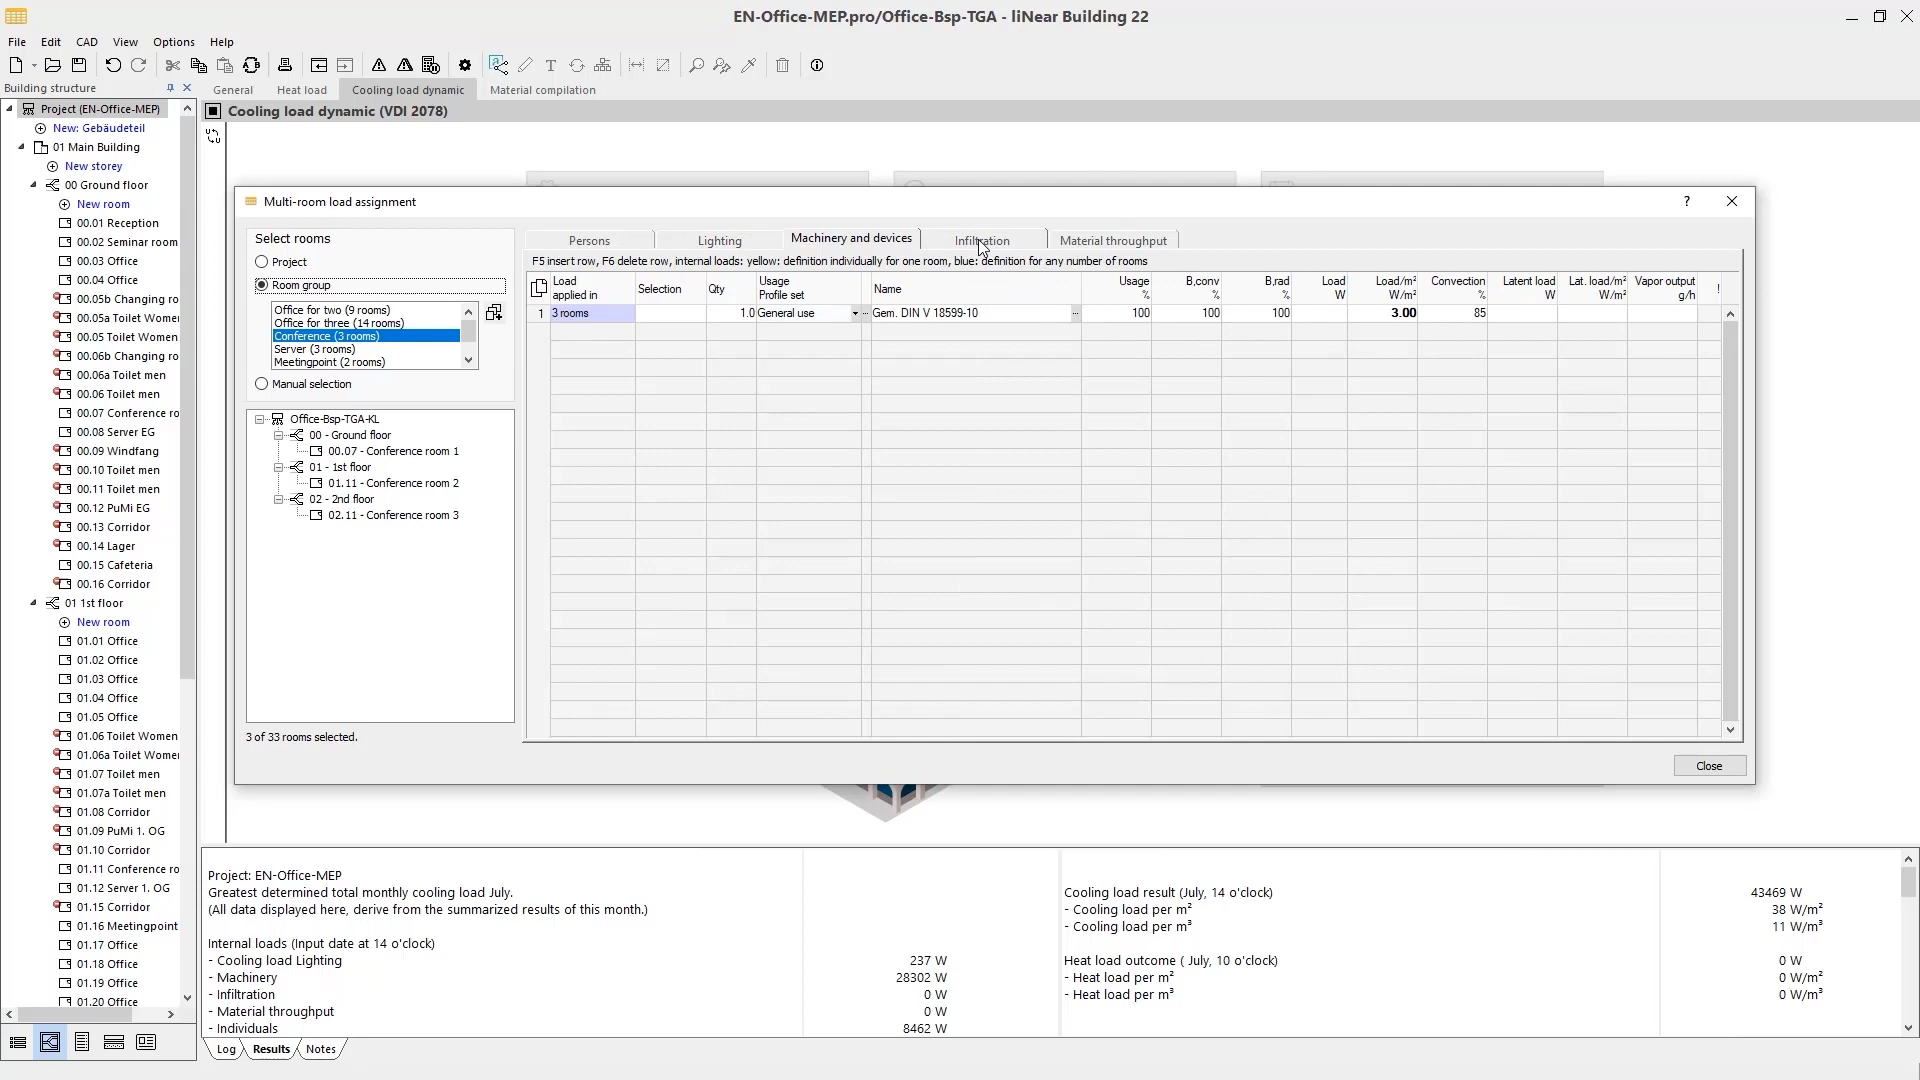 EN-Office-MEP.pro/Office-Bsp-TGA - liNear Building 22
File Edit CAD View Options Help
Building structure
General Heat load Cooling load dynamic Material compilation
Project (EN-Office-MEP)
Cooling load dynamic (VDI 2078)
New: Gebäudeteil
01 Main Building
New storey
00 Ground floor
New room
00.01 Reception
00.02 Seminar room
00.03 Office
00.04 Office
00.05b Changing ro
00.05a Toilet Women
00.05 Toilet Women
00.06b Changing ro
00.06a Toilet men
00.06 Toilet men
00.07 Conference ro
00.08 Server EG
00.09 Windfang
00.10 Toilet men
00.11 Toilet men
00.12 PuMi EG
00.13 Corridor
00.14 Lager
00.15 Cafeteria
00.16 Corridor
01 1st floor
New room
01.01 Office
01.02 Office
01.03 Office
01.04 Office
01.05 Office
01.06 Toilet Women
01.06a Toilet Women
01.07 Toilet men
01.07a Toilet men
01.08 Corridor
01.09 PuMi 1. OG
01.10 Corridor
01.11 Conference ro
01.12 Server 1. OG
01.15 Corridor
01.16 Meetingpoint
01.17 Office
01.18 Office
01.19 Office
01.20 Office
Multi-room load assignment ?
Select rooms
Project
Room group
Office for two (9 rooms)
Office for three (14 rooms)
Conference (3 rooms)
Server (3 rooms)
Meetingpoint (2 rooms)
Manual selection
Office-Bsp-TGA-KL
00 - Ground floor
00.07 - Conference room 1
01 - 1st floor
01.11 - Conference room 2
02 - 2nd floor
02.11 - Conference room 3
3 of 33 rooms selected.
Persons Lighting Machinery and devices Infiltration Material throughput
F5 insert row, F6 delete row, internal loads: yellow: definition individually for one room, blue: definition for any number of rooms
Load Usage Usage B,conv B,rad Load Load/m² Convection Latent load Lat. load/m² Vapor output
applied in Selection Qty Profile set Name % % % W W/m² % W W/m² g/h !
1 3 rooms 1.0 General use Gem. DIN V 18599-10 100 100 100 3.00 85
Close
Project: EN-Office-MEP
Greatest determined total monthly cooling load July.
(All data displayed here, derive from the summarized results of this month.)
Internal loads (Input date at 14 o'clock)
- Cooling load Lighting 237 W
- Machinery 28302 W
- Infiltration 0 W
- Material throughput 0 W
- Individuals 8462 W
Cooling load result (July, 14 o'clock) 43469 W
- Cooling load per m² 38 W/m²
- Cooling load per m³ 11 W/m³
Heat load outcome ( July, 10 o'clock) 0 W
- Heat load per m² 0 W/m²
- Heat load per m³ 0 W/m³
Log Results Notes